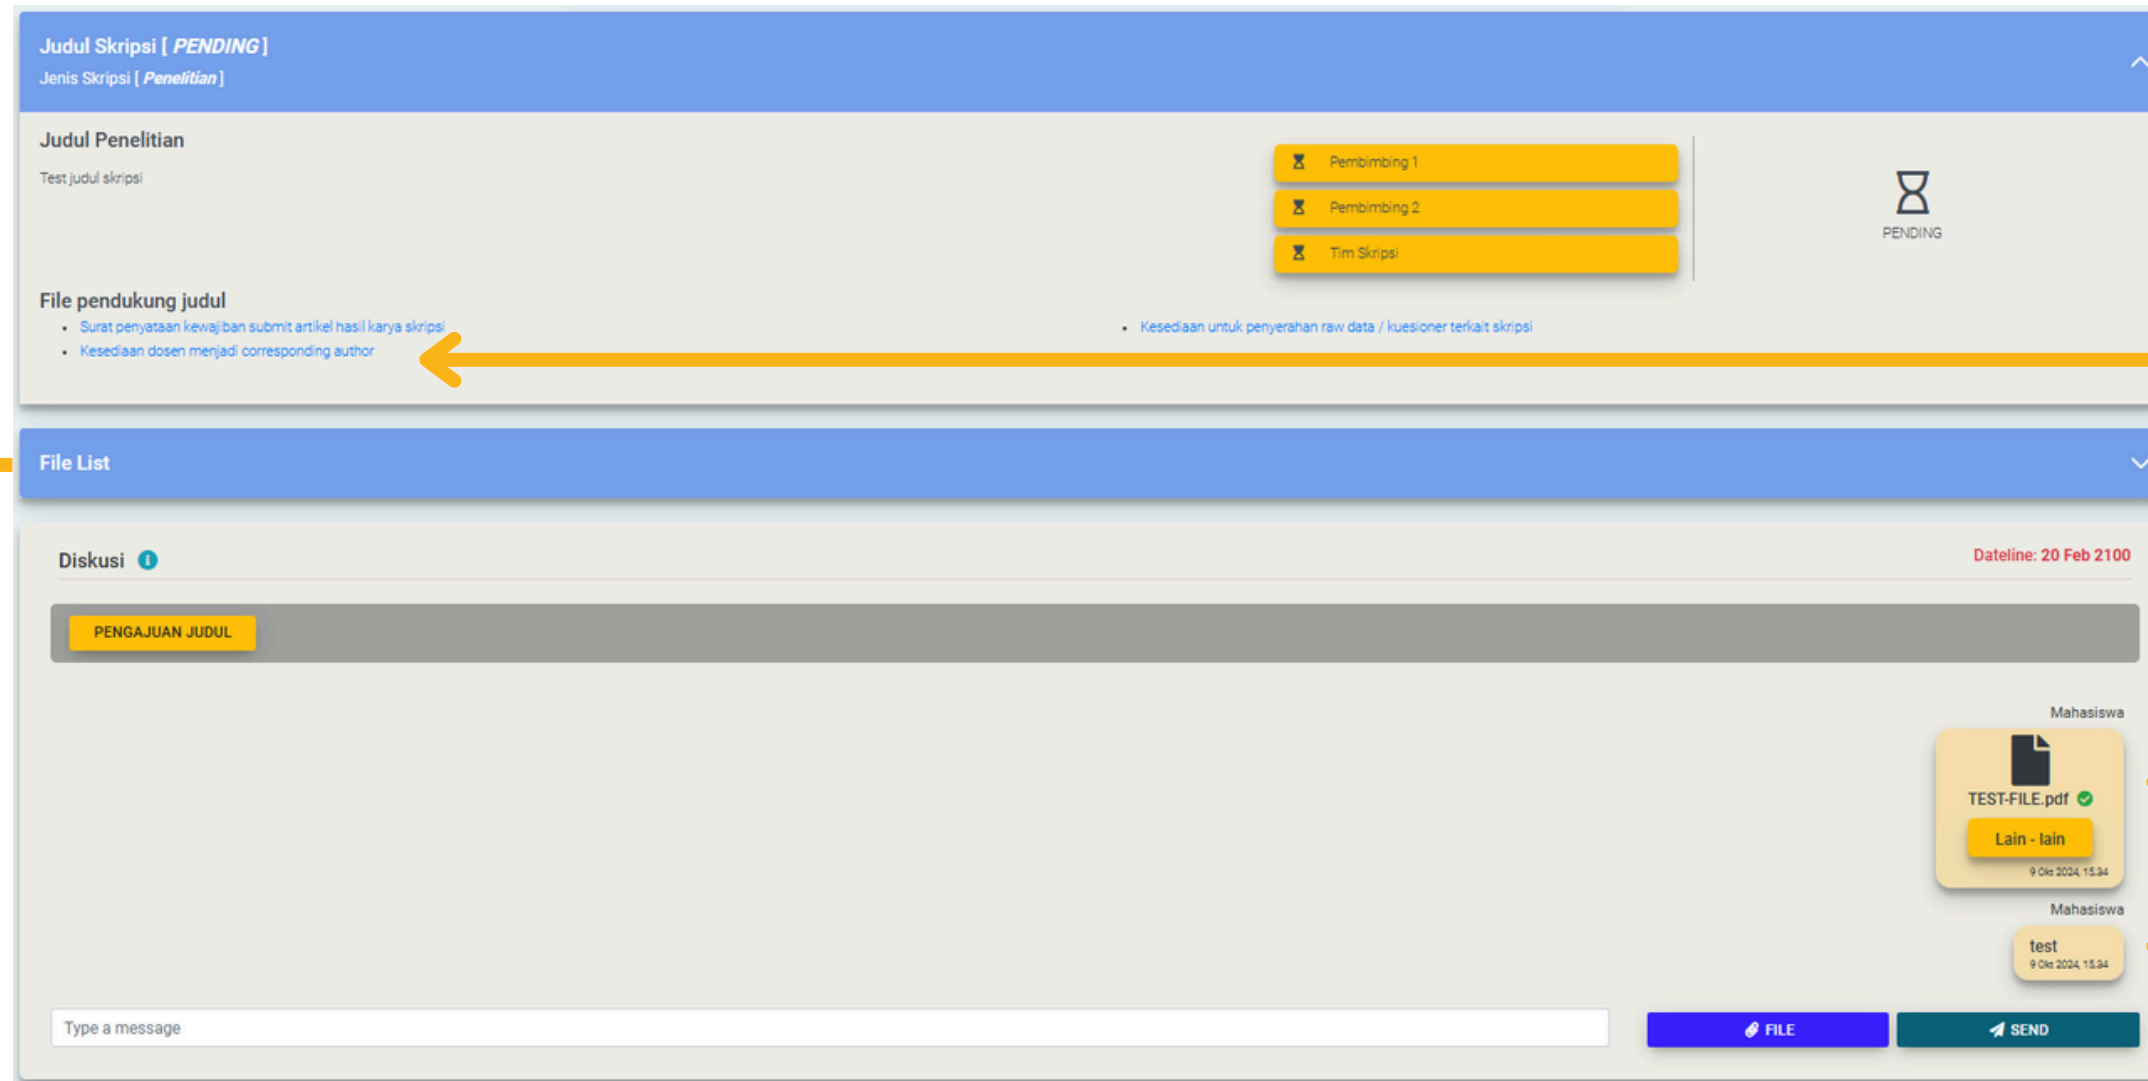 Judul Skripsi [ PENDING ]
Jenis Skripsi [ Penelitian ]
Judul Penelitian
Test judul skripsi
Pembimbing 1
Pembimbing 2
Tim Skripsi
PENDING
File pendukung judul
Surat penyataan kewajiban submit artikel hasil karya skripsi
Kesediaan dosen menjadi corresponding author
Kesediaan untuk penyerahan raw data / kuesioner terkait skripsi
File List
Diskusi
Dateline: 20 Feb 2100
PENGAJUAN JUDUL
Mahasiswa
TEST-FILE.pdf
Lain - lain
9 Okt 2024, 15.34
Mahasiswa
test
9 Okt 2024, 15.34
Type a message
FILE
SEND